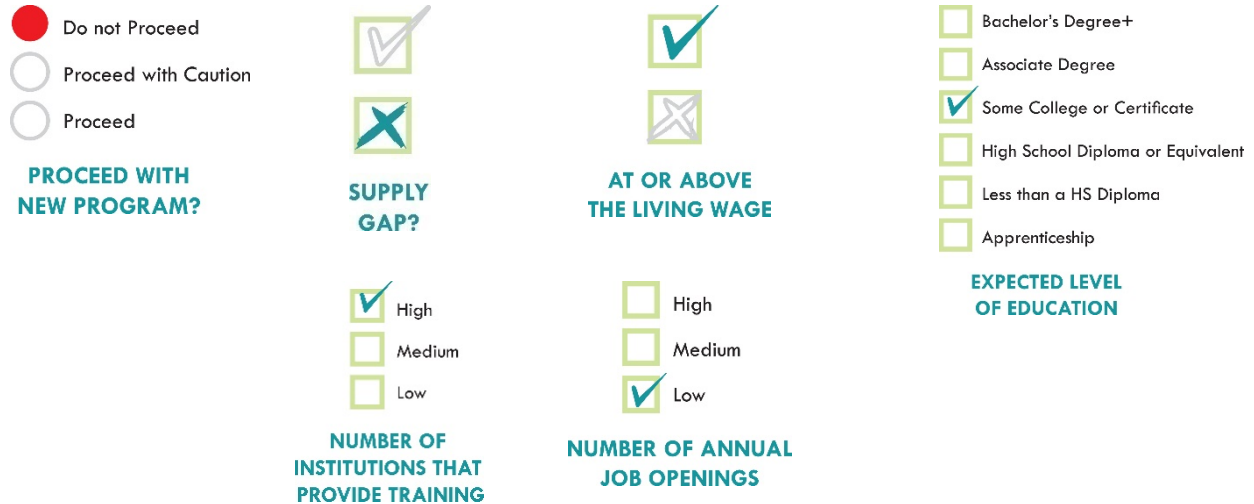 Do not Proceed
Proceed with Caution
Proceed
PROCEED WITH
NEW PROGRAM?
SUPPLY
GAP?
AT OR ABOVE
THE LIVING WAGE
Bachelor's Degree+
Associate Degree
Some College or Certificate
High School Diploma or Equivalent
Less than a HS Diploma
Apprenticeship
EXPECTED LEVEL
OF EDUCATION
High
Medium
Low
NUMBER OF
INSTITUTIONS THAT
PROVIDE TRAINING
High
Medium
Low
NUMBER OF ANNUAL
JOB OPENINGS